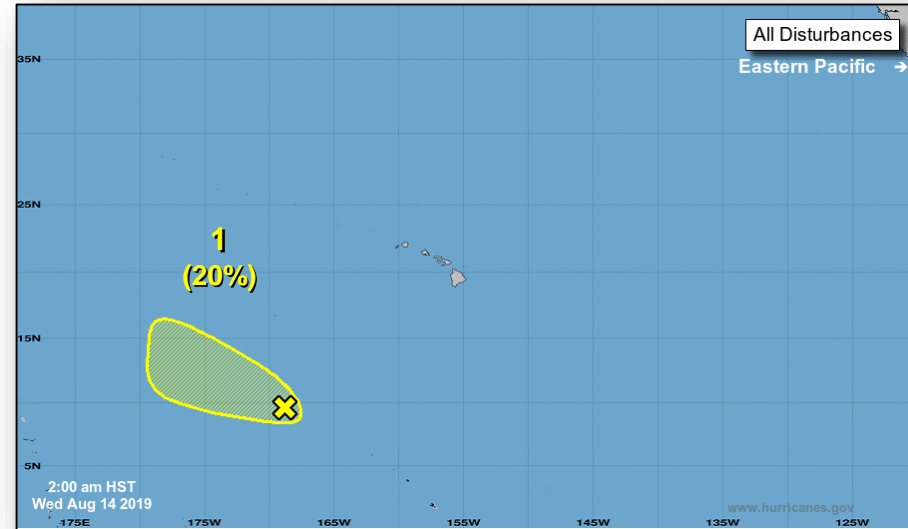 All Disturbances
Eastern Pacific →
35N
25N
1
(20%)
15N
5N
2:00 am HST
Wed Aug 14 2019
www.hurricanes.gov
175E 175W 165W 155W 145W 135W 125W